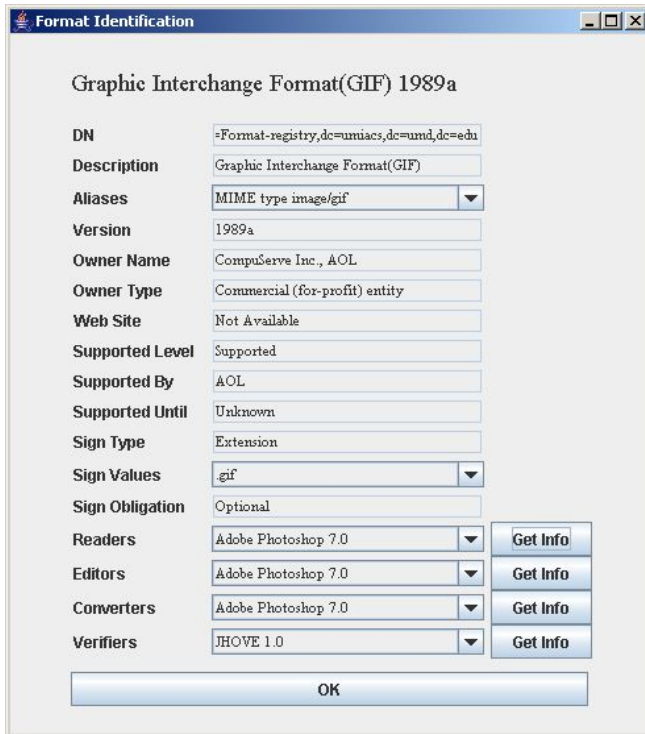 Format Identification
Graphic Interchange Format(GIF) 1989a
DN =Format-registry,dc=umiacs,dc=umd,dc=edu
Description Graphic Interchange Format(GIF)
Aliases MIME type image/gif
Version 1989a
Owner Name CompuServe Inc., AOL
Owner Type Commercial (for-profit) entity
Web Site Not Available
Supported Level Supported
Supported By AOL
Supported Until Unknown
Sign Type Extension
Sign Values .gif
Sign Obligation Optional
Readers Adobe Photoshop 7.0 Get Info
Editors Adobe Photoshop 7.0 Get Info
Converters Adobe Photoshop 7.0 Get Info
Verifiers JHOVE 1.0 Get Info
OK